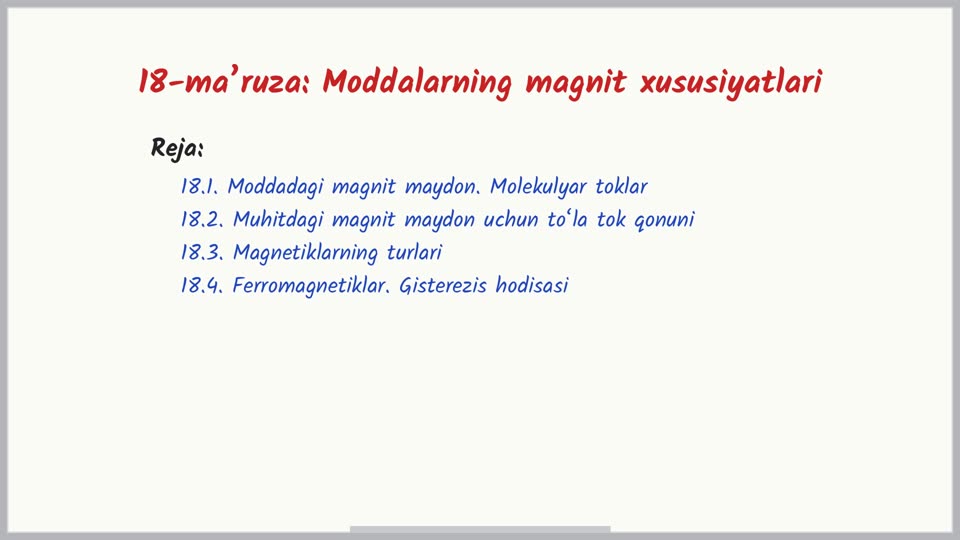 18-ma’ruza: Moddalarning magnit xususiyatlari
Reja:
18.1. Moddadagi magnit maydon. Molekulyar toklar
18.2. Muhitdagi magnit maydon uchun to‘la tok qonuni
18.3. Magnetiklarning turlari
18.4. Ferromagnetiklar. Gisterezis hodisasi